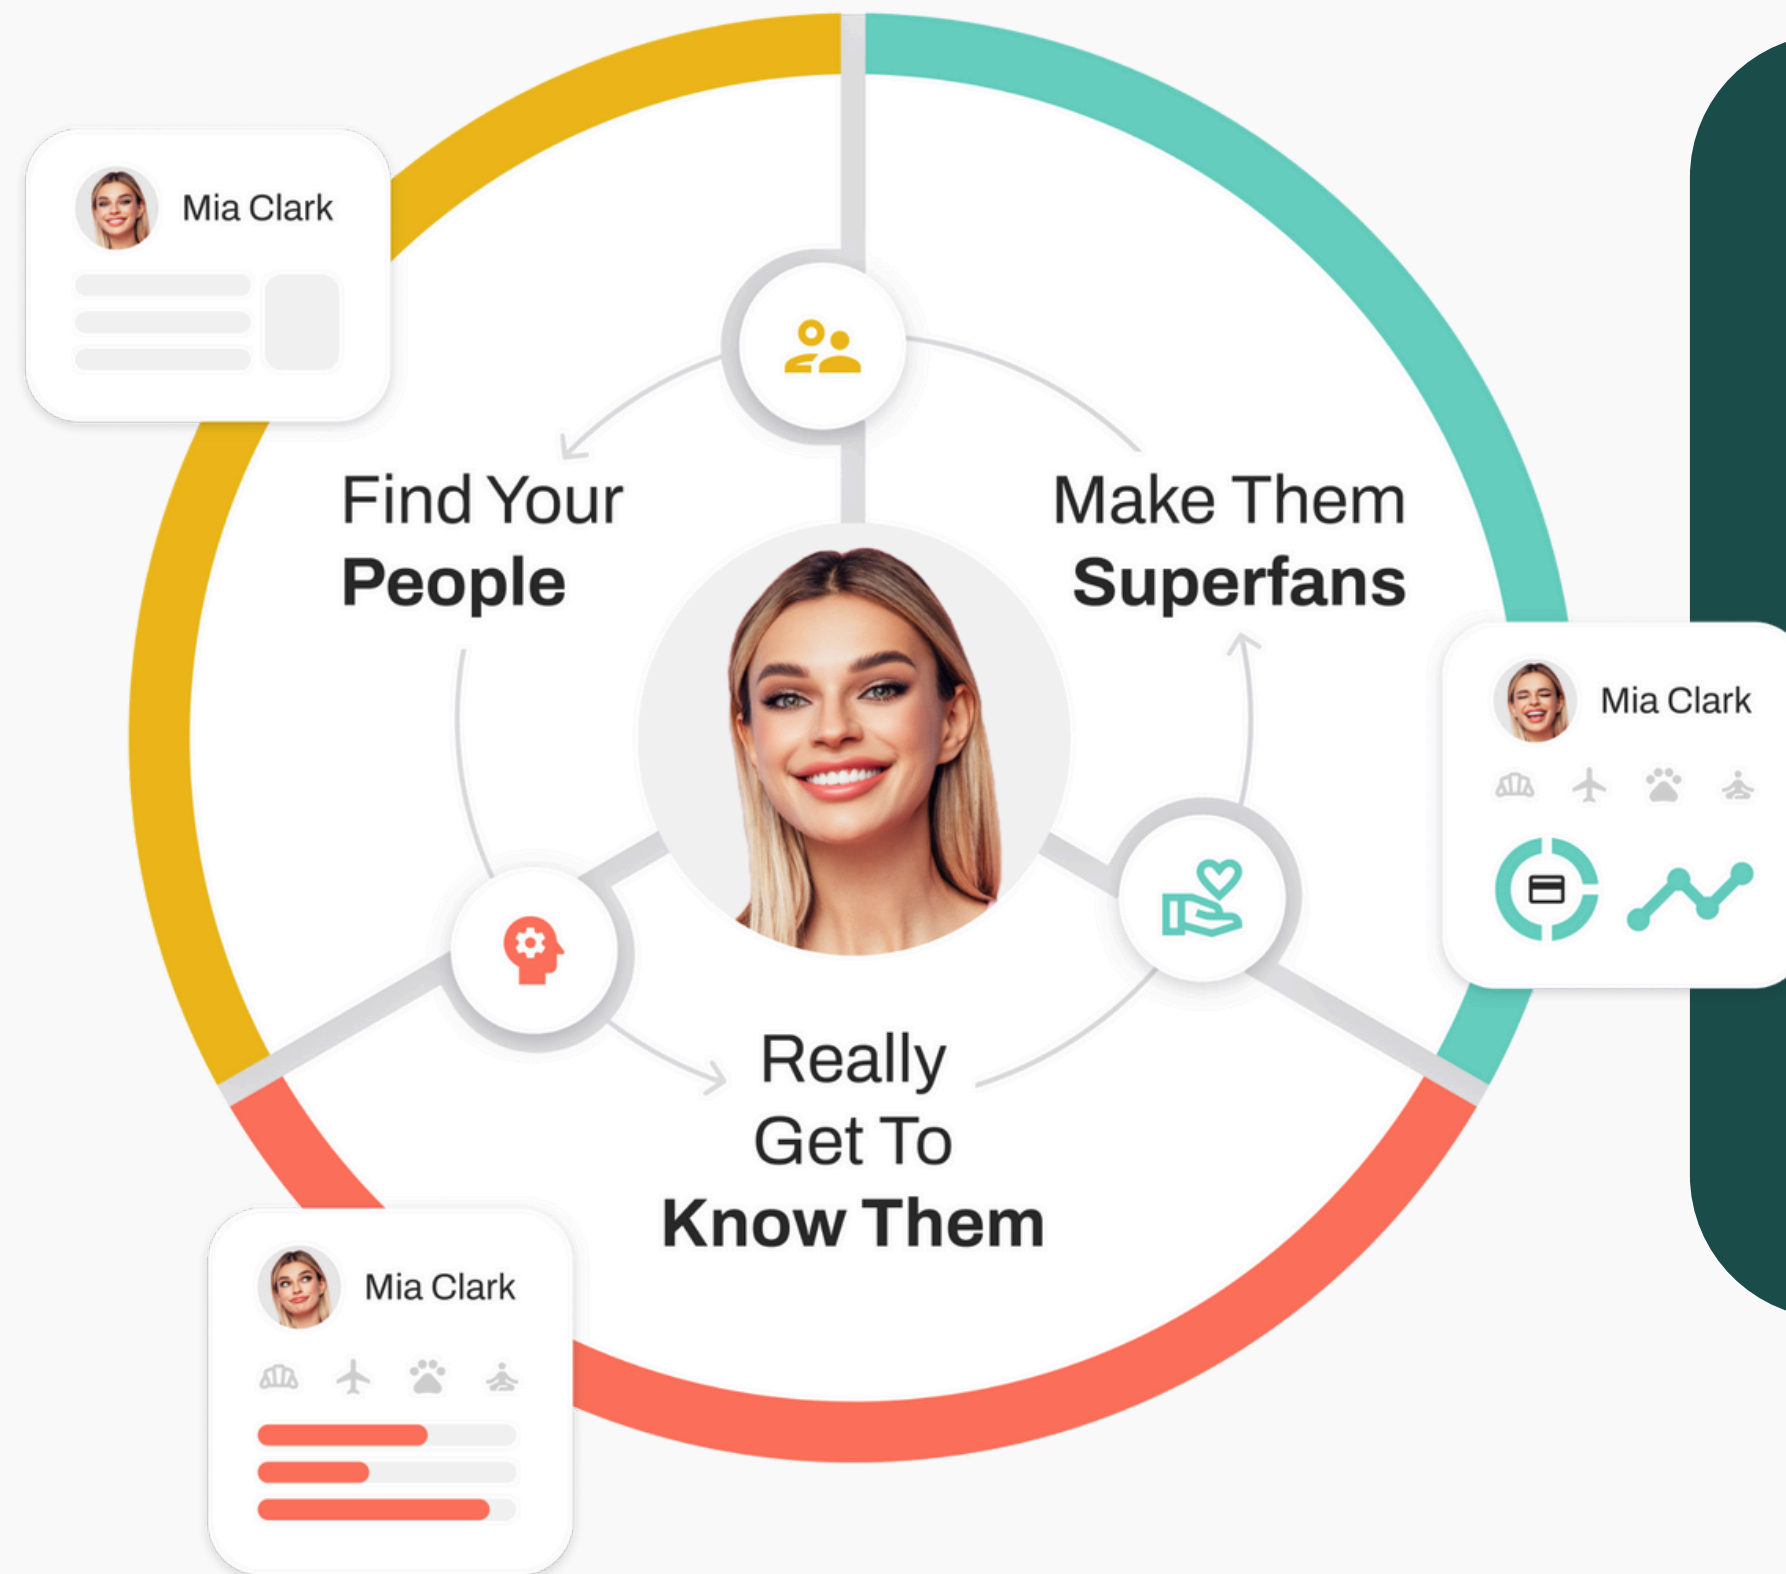 Mia Clark
Find Your
People
Make Them
Superfans
Mia Clark
Really
Get To
Know Them
Mia Clark